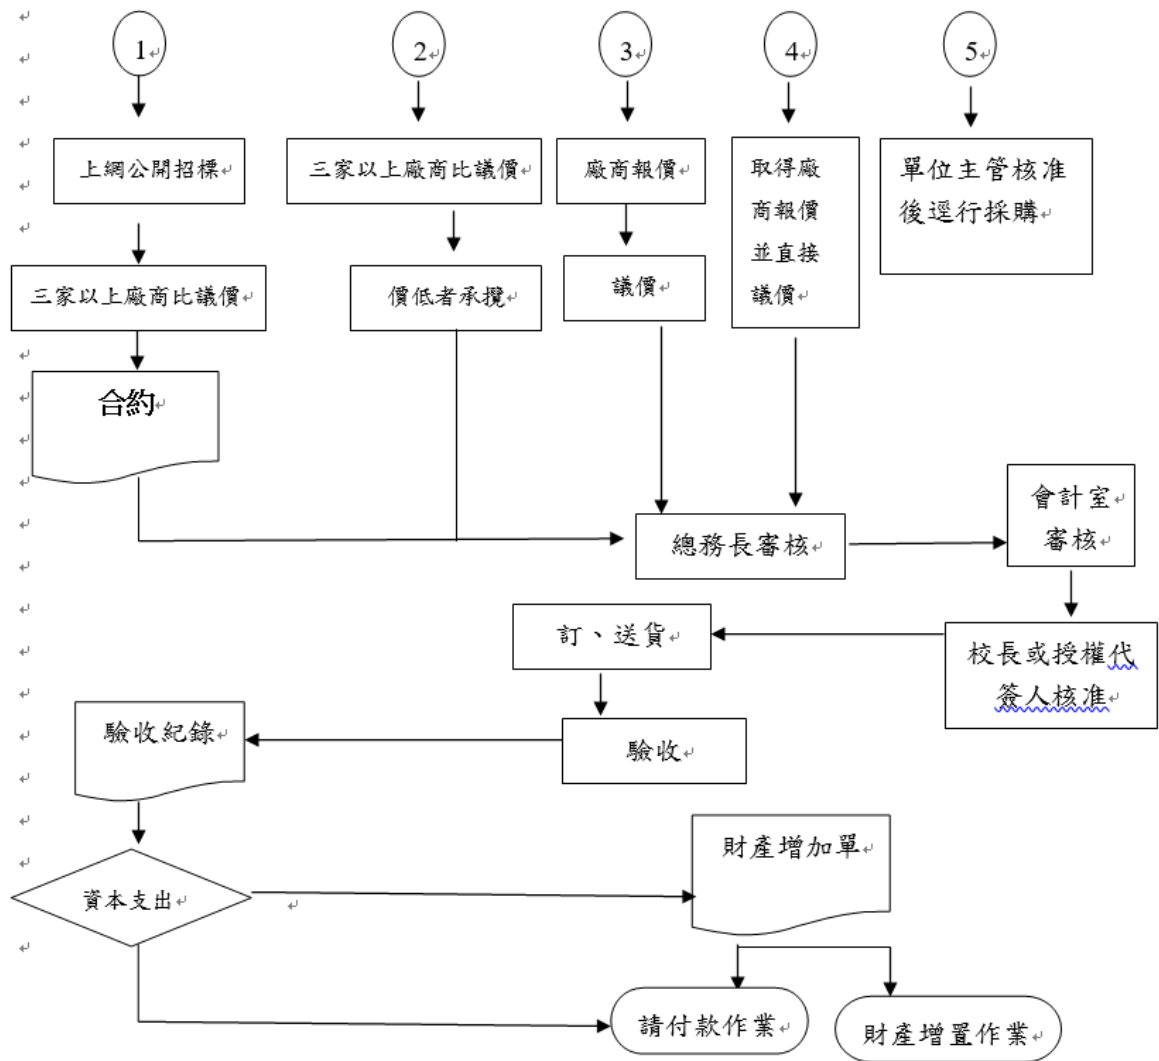 1
2
3
4
5
上網公開招標
三家以上廠商比議價
廠商報價
取得廠
商報價
並直接
議價
單位主管核准
後逕行採購
三家以上廠商比議價
價低者承攬
議價
合約
總務長審核
會計室
審核
訂、送貨
校長或授權代
簽人核准
驗收紀錄
驗收
資本支出
財產增加單
請付款作業
財產增置作業